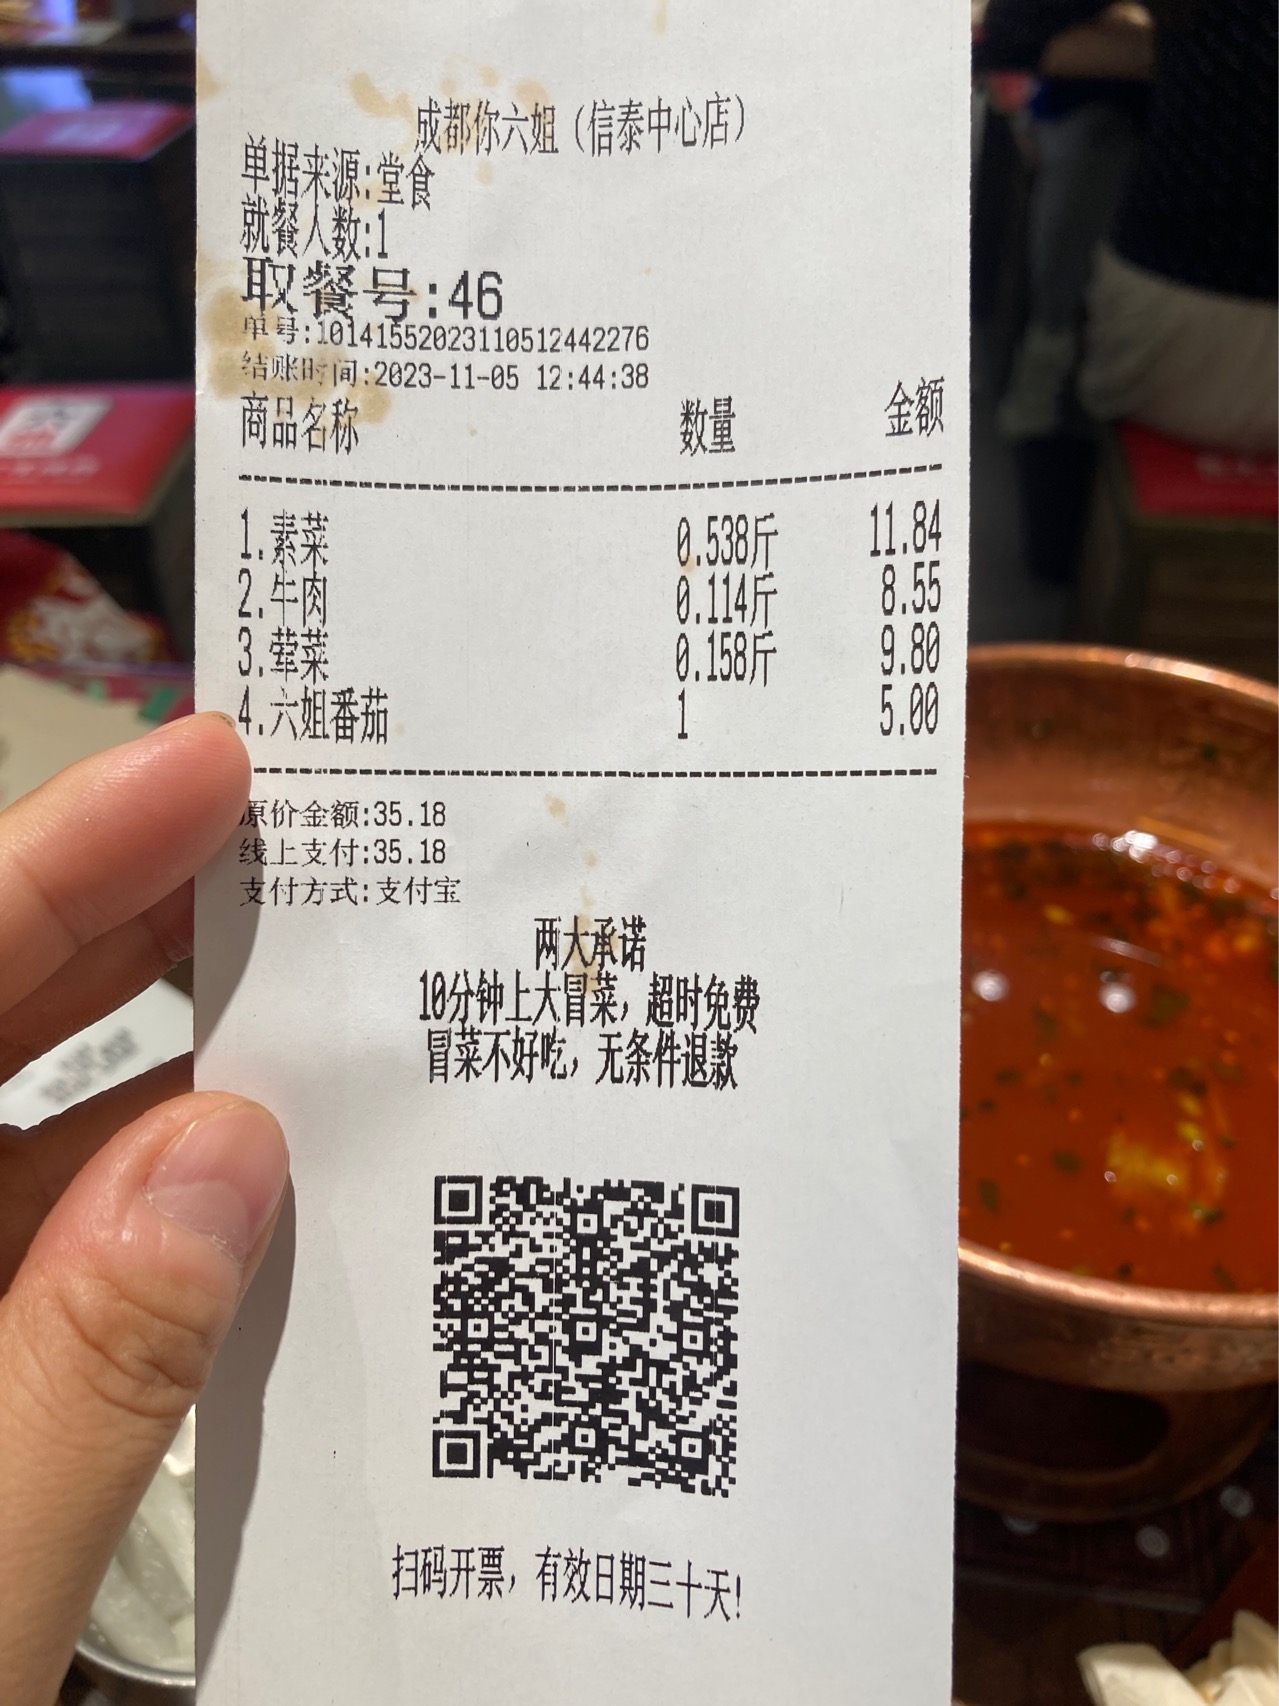 成都你六姐（信泰中心店）
单据来源:堂食
就餐人数:1
取餐号:46
单号:10141552023110512442276
结账时间:2023-11-05 12:44:38
商品名称 数量 金额
1.素菜 0.538斤 11.84
2.牛肉 0.114斤 8.55
3.荤菜 0.158斤 9.80
4.六姐番茄 1 5.00
原价金额:35.18
线上支付:35.18
支付方式:支付宝
两大承诺
10分钟上大冒菜，超时免费
冒菜不好吃，无条件退款
扫码开票，有效日期三十天!